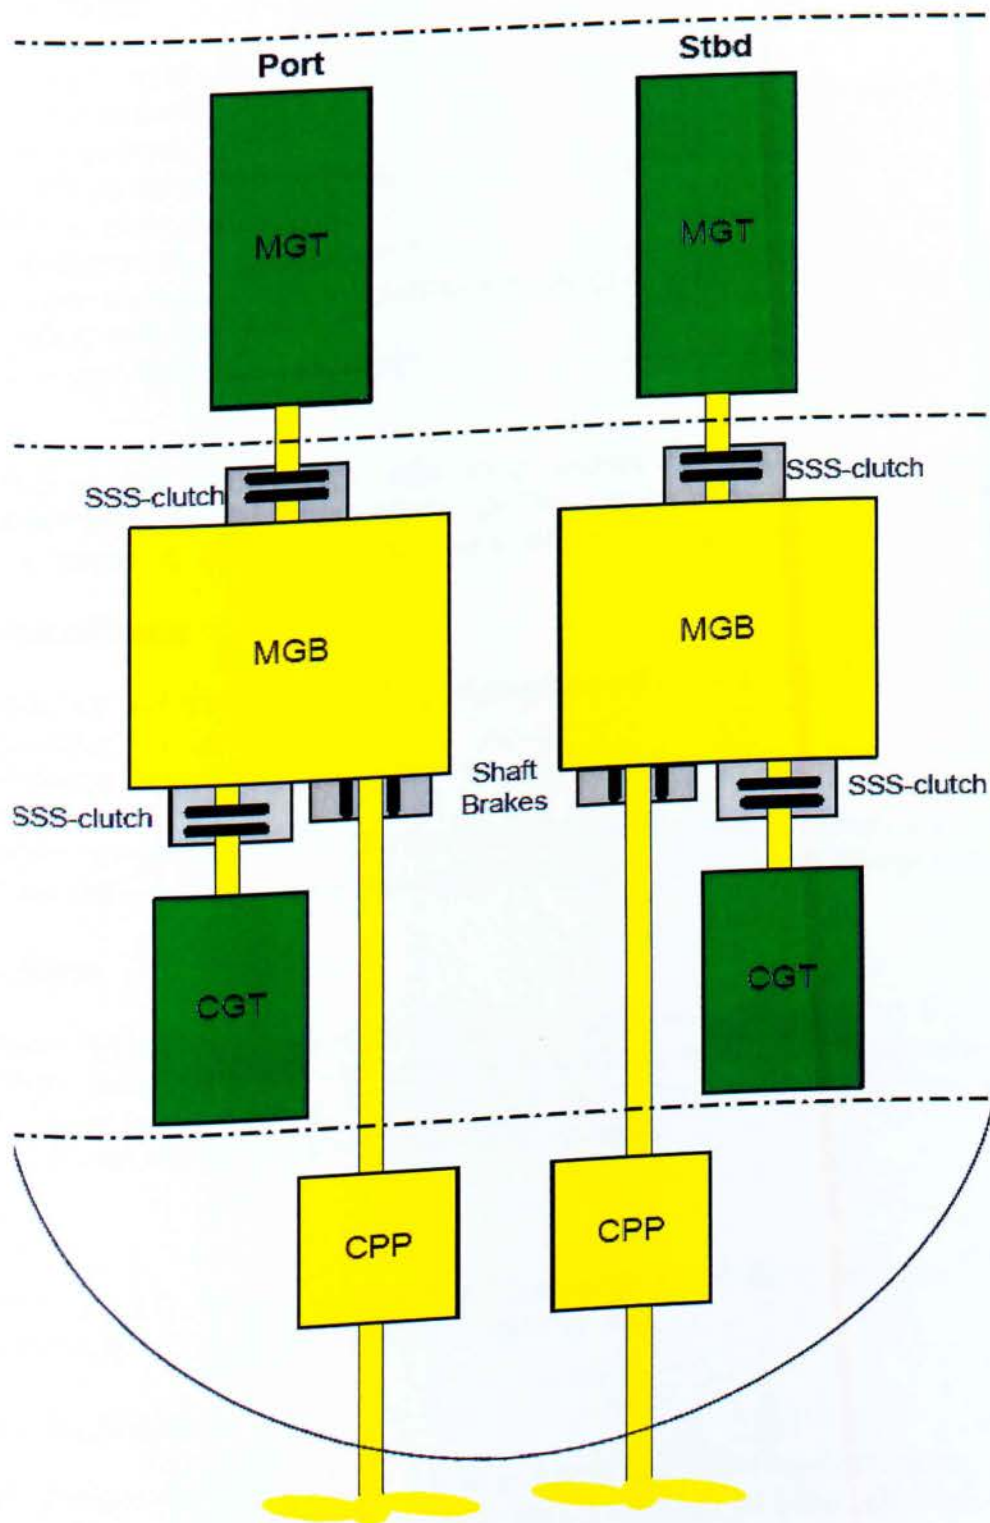 Port
Stbd
MGT
MGT
SSS-clutch
SSS-clutch
MGB
MGB
Shaft
Brakes
SSS-clutch
SSS-clutch
CGT
CGT
CPP
CPP